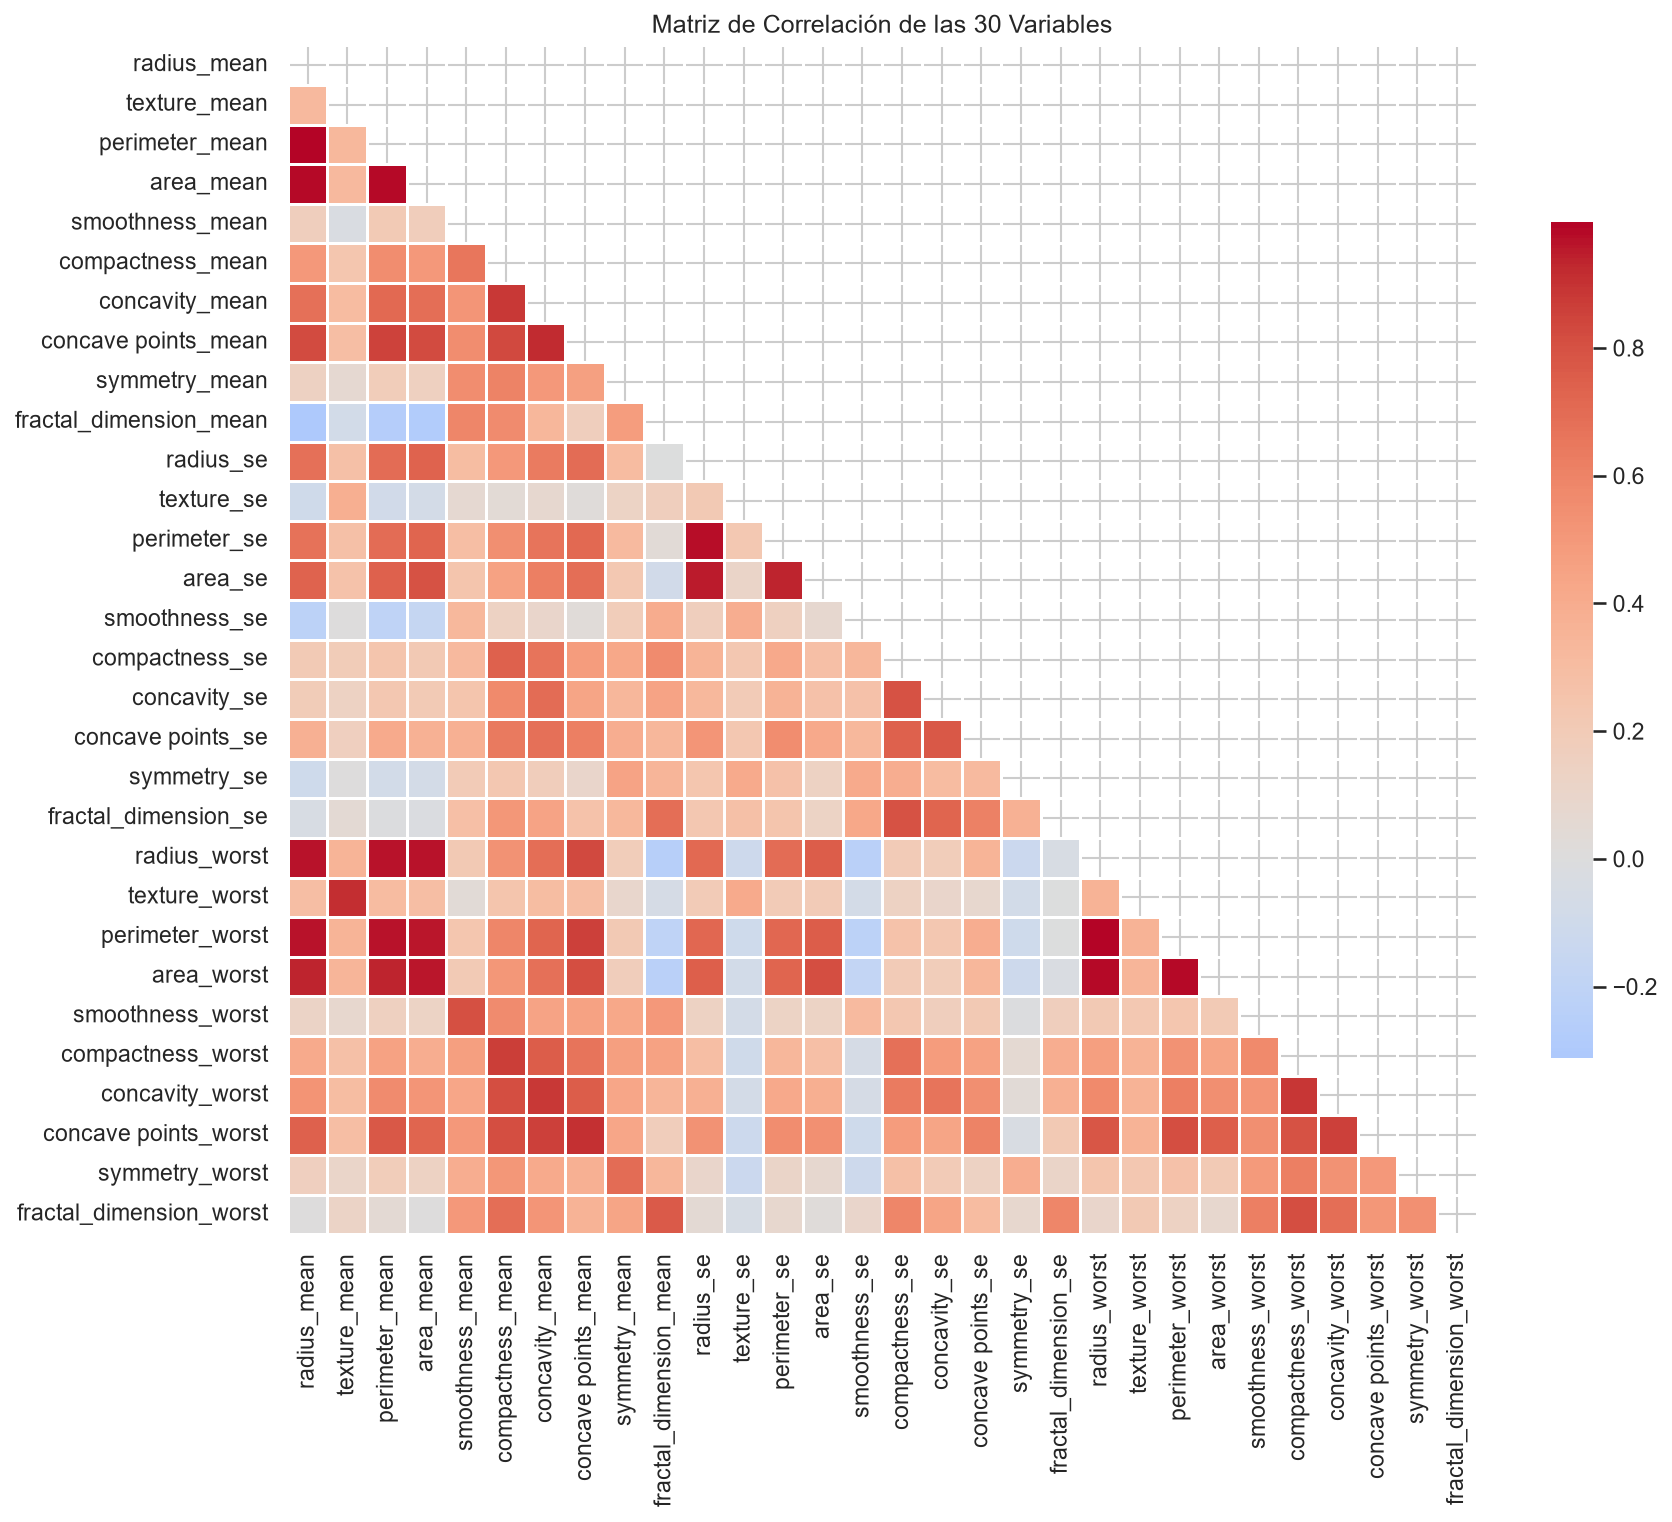 Matriz de Correlación de las 30 Variables
radius_mean
texture_mean
perimeter_mean
area_mean
smoothness_mean
compactness_mean
concavity_mean
concave points_mean
symmetry_mean
fractal_dimension_mean
radius_se
texture_se
perimeter_se
area_se
smoothness_se
compactness_se
concavity_se
concave points_se
symmetry_se
fractal_dimension_se
radius_worst
texture_worst
perimeter_worst
area_worst
smoothness_worst
compactness_worst
concavity_worst
concave points_worst
symmetry_worst
fractal_dimension_worst
radius_mean
texture_mean
perimeter_mean
area_mean
smoothness_mean
compactness_mean
concavity_mean
concave points_mean
symmetry_mean
fractal_dimension_mean
radius_se
texture_se
perimeter_se
area_se
smoothness_se
compactness_se
concavity_se
concave points_se
symmetry_se
fractal_dimension_se
radius_worst
texture_worst
perimeter_worst
area_worst
smoothness_worst
compactness_worst
concavity_worst
concave points_worst
symmetry_worst
fractal_dimension_worst
0.8
0.6
0.4
0.2
0.0
−0.2